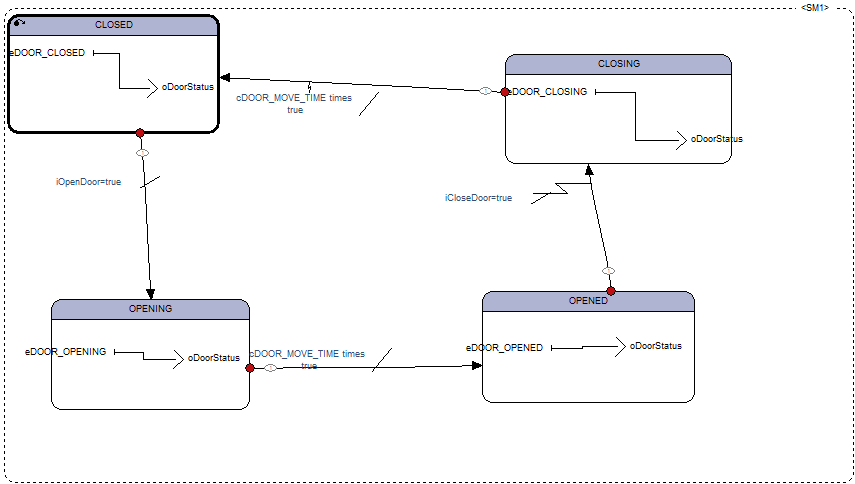 <SM1>
CLOSED
eDOOR_CLOSED
oDoorStatus
CLOSING
eDOOR_CLOSING
oDoorStatus
cDOOR_MOVE_TIME times
true
iOpenDoor=true
iCloseDoor=true
OPENING
eDOOR_OPENING
oDoorStatus
cDOOR_MOVE_TIME times
true
OPENED
eDOOR_OPENED
oDoorStatus